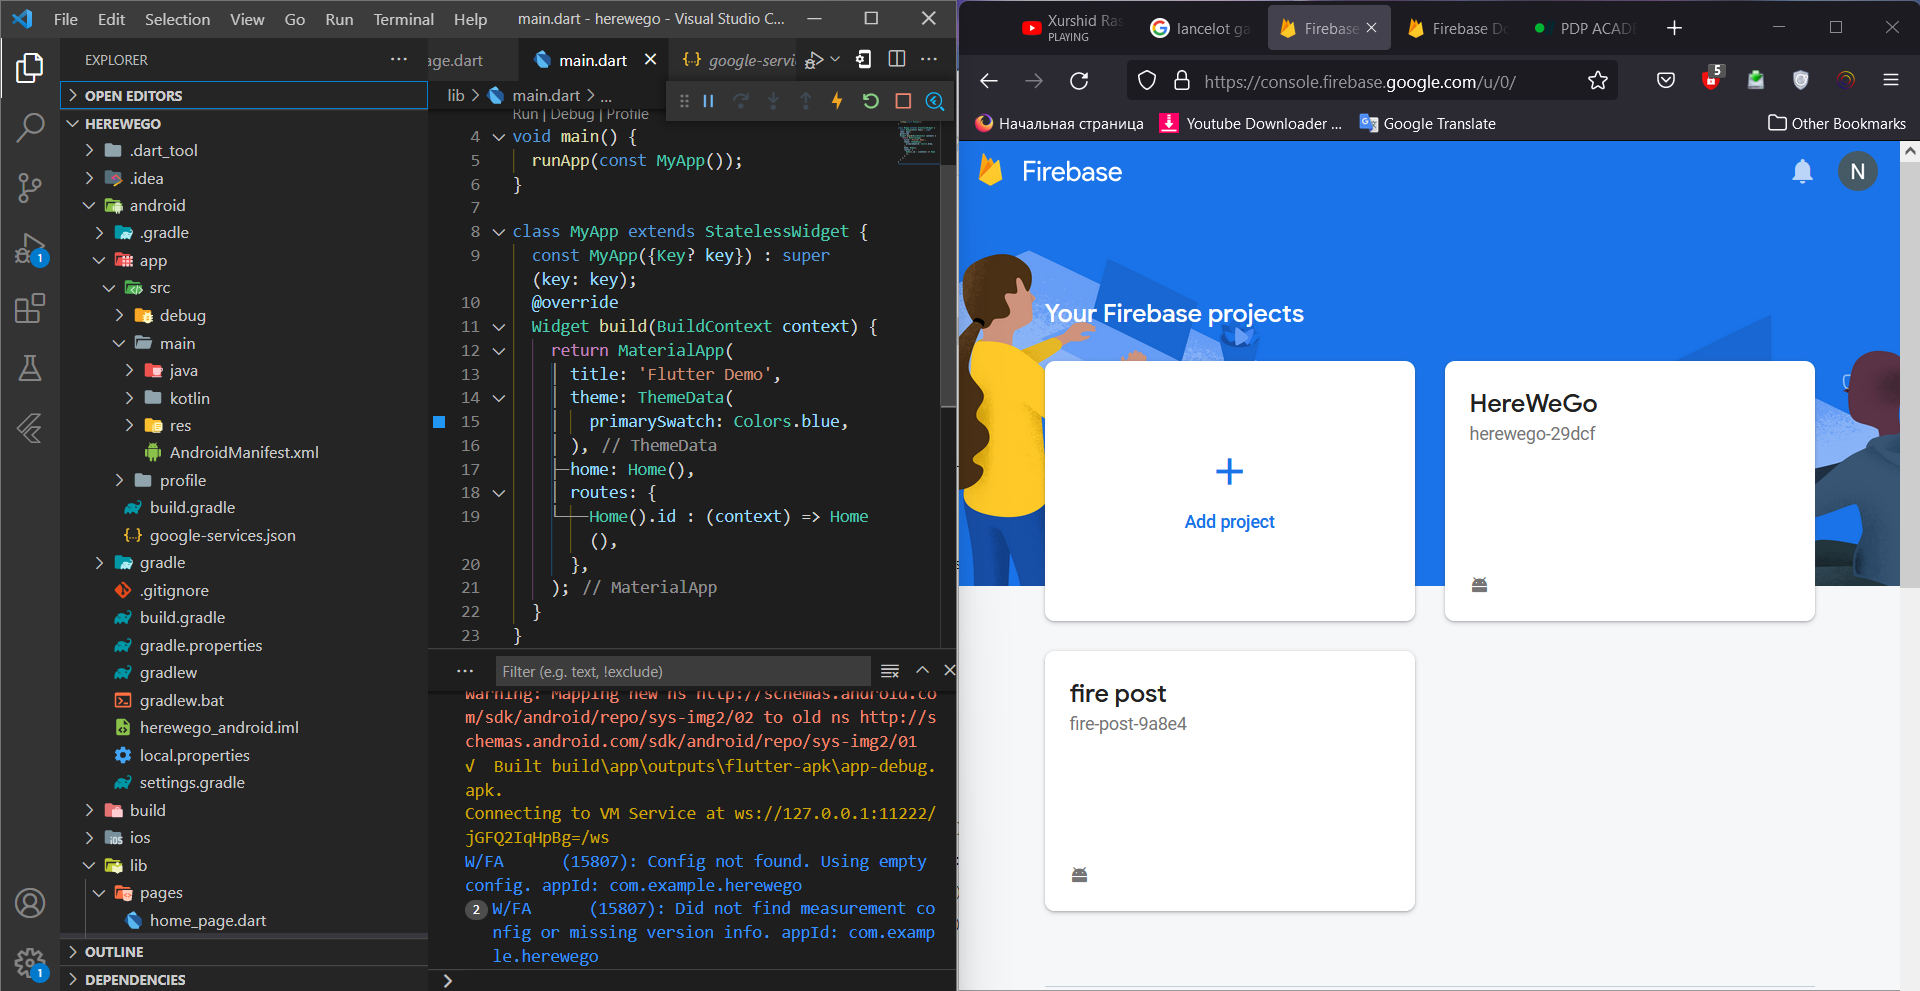 File Edit Selection View Go Run Terminal Help main.dart - herewego - Visual Studio C...
EXPLORER
OPEN EDITORS
HEREWEGO
.dart_tool
.idea
android
.gradle
app
src
debug
main
java
kotlin
res
AndroidManifest.xml
profile
build.gradle
google-services.json
gradle
.gitignore
build.gradle
gradle.properties
gradlew
gradlew.bat
herewego_android.iml
local.properties
settings.gradle
build
ios
lib
pages
home_page.dart
OUTLINE
DEPENDENCIES
1
1
age.dart main.dart google-servi
lib > main.dart > ...
Run | Debug | Profile
4 void main() {
5 runApp(const MyApp());
6 }
7
8 class MyApp extends StatelessWidget {
9 const MyApp({Key? key}) : super
(key: key);
10 @override
11 Widget build(BuildContext context) {
12 return MaterialApp(
13 title: 'Flutter Demo',
14 theme: ThemeData(
15 primarySwatch: Colors.blue,
16 ), // ThemeData
17 home: Home(),
18 routes: {
19 Home().id : (context) => Home
(),
20 },
21 ); // MaterialApp
22 }
23 }
Filter (e.g. text, !exclude)
Warning: Mapping new ns http://schemas.android.co
m/sdk/android/repo/sys-img2/02 to old ns http://s
chemas.android.com/sdk/android/repo/sys-img2/01
√ Built build\app\outputs\flutter-apk\app-debug.
apk.
Connecting to VM Service at ws://127.0.0.1:11222/
jGFQ2IqHpBg=/ws
W/FA (15807): Config not found. Using empty
config. appId: com.example.herewego
2 W/FA (15807): Did not find measurement co
nfig or missing version info. appId: com.examp
le.herewego
Xurshid Ras
PLAYING
lancelot ga
Firebase
Firebase Do
PDP ACADE
https://console.firebase.google.com/u/0/
5
Начальная страница Youtube Downloader ... Google Translate Other Bookmarks
Firebase
N
Your Firebase projects
Add project
HereWeGo
herewego-29dcf
fire post
fire-post-9a8e4